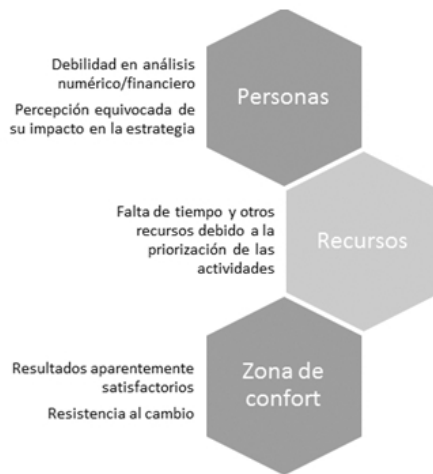 Debilidad en análisis
numérico/financiero
Percepción equivocada de
su impacto en la estrategia
Personas
Falta de tiempo y otros
recursos debido a la
priorización de las
actividades
Recursos
Resultados aparentemente
satisfactorios
Resistencia al cambio
Zona de
confort